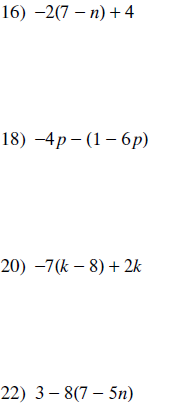 16) −2(7 − n) + 4
18) −4p − (1 − 6p)
20) −7(k − 8) + 2k
22) 3 − 8(7 − 5n)